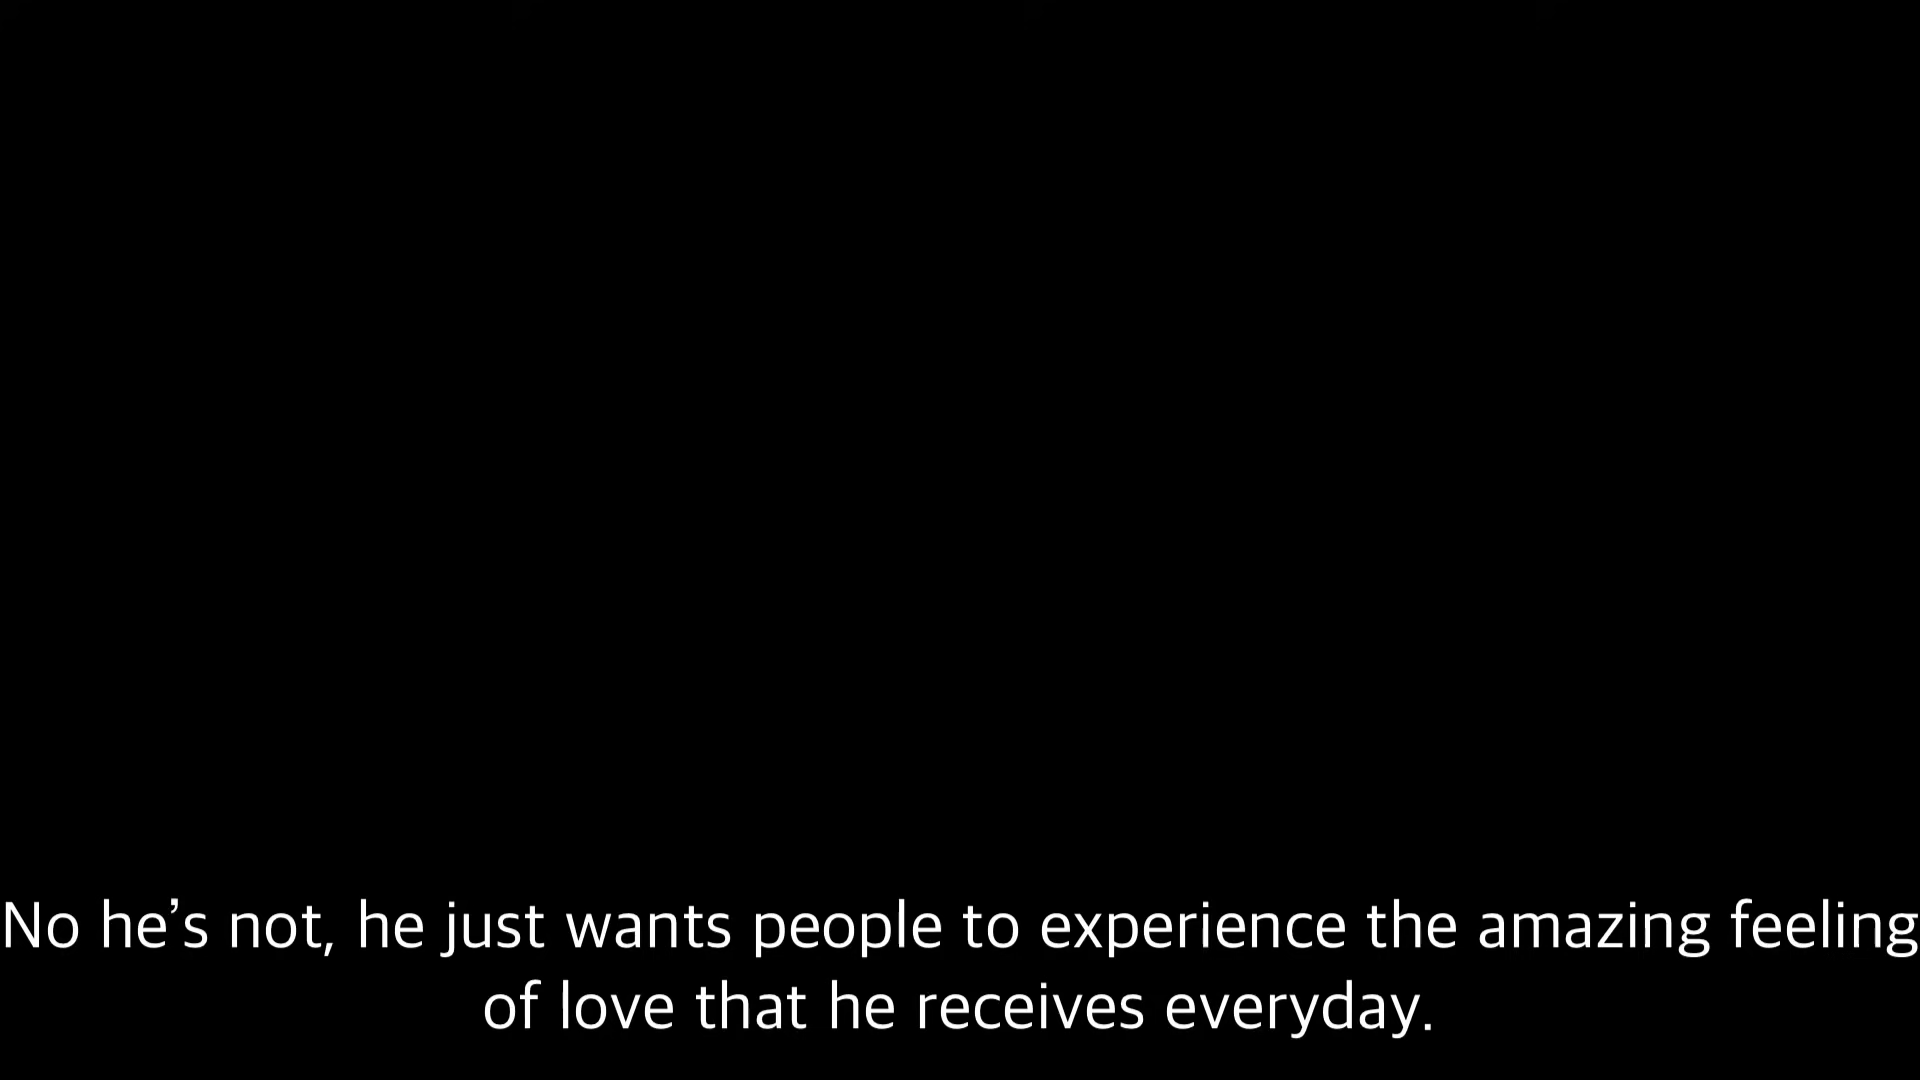 No he’s not, he just wants people to experience the amazing feeling
of love that he receives everyday.